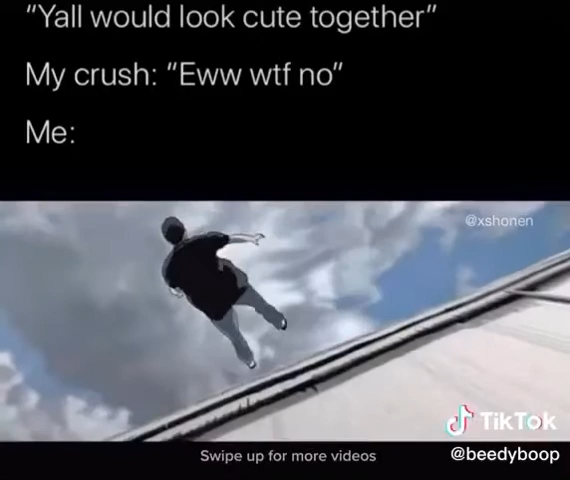 “Yall would look cute together”
My crush: “Eww wtf no”
Me:
@xshonen
TikTok
Swipe up for more videos
@beedyboop